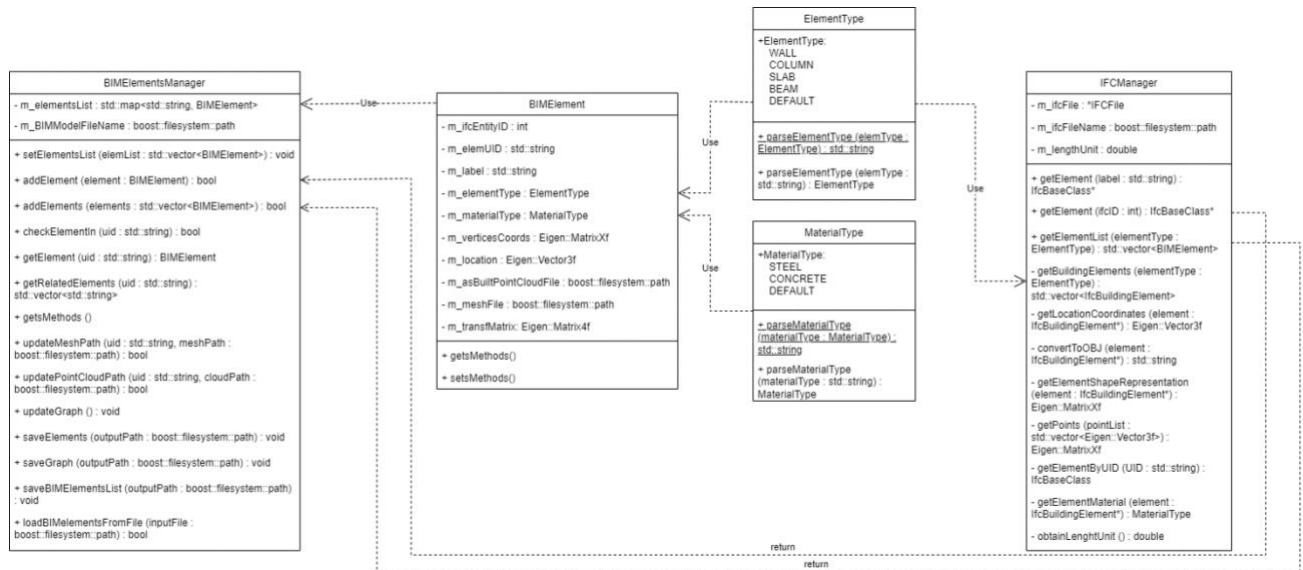 BIMElementsManager
- m_elementsList : std::map<std::string, BIMElement>
- m_BIMModelFileName : boost::filesystem::path
+ setElementsList (elemList : std::vector<BIMElement>) : void
+ addElement (element : BIMElement) : bool
+ addElements (elements : std::vector<BIMElement>) : bool
+ checkElementIn (uid : std::string) : bool
+ getElement (uid : std::string) : BIMElement
+ getRelatedElements (uid : std::string) :
std::vector<std::string>
+ getsMethods ()
+ updateMeshPath (uid : std::string, meshPath :
boost::filesystem::path) : bool
+ updatePointCloudPath (uid : std::string, cloudPath :
boost::filesystem::path) : bool
+ updateGraph () : void
+ saveElements (outputPath : boost::filesystem::path) : void
+ saveGraph (outputPath : boost::filesystem::path) : void
+ saveBIMElementsList (outputPath : boost::filesystem::path)
: void
+ loadBIMelementsFromFile (inputFile :
boost::filesystem::path) : bool
Use
BIMElement
- m_ifcEntityID : int
- m_elemUID : std::string
- m_label : std::string
- m_elementType : ElementType
- m_materialType : MaterialType
- m_verticesCoords : Eigen::MatrixXf
- m_location : Eigen::Vector3f
- m_asBuiltPointCloudFile : boost::filesystem::path
- m_meshFile : boost::filesystem::path
- m_transfMatrix: Eigen::Matrix4f
+ getsMethods()
+ setsMethods()
Use
Use
ElementType
+ElementType:
WALL
COLUMN
SLAB
BEAM
DEFAULT
+ parseElementType (elemType :
ElementType) : std::string
+ parseElementType (elemType :
std::string) : ElementType
MaterialType
+MaterialType:
STEEL
CONCRETE
DEFAULT
+ parseMaterialType
(materialType : MaterialType) :
std::string
+ parseMaterialType
(materialType : std::string) :
MaterialType
Use
IFCManager
- m_ifcFile : *IFCFile
- m_ifcFileName : boost::filesystem::path
- m_lengthUnit : double
+ getElement (label : std::string) :
IfcBaseClass*
+ getElement (ifcID : int) : IfcBaseClass*
+ getElementList (elementType :
ElementType) : std::vector<BIMElement>
- getBuildingElements (elementType :
ElementType) :
std::vector<IfcBuildingElement>
- getLocationCoordinates (element :
IfcBuildingElement*) : Eigen::Vector3f
- convertToOBJ (element :
IfcBuildingElement*) : std::string
- getElementShapeRepresentation
(element : IfcBuildingElement*) :
Eigen::MatrixXf
- getPoints (pointList :
std::vector<Eigen::Vector3f>) :
Eigen::MatrixXf
- getElementByUID (UID : std::string) :
IfcBaseClass
- getElementMaterial (element :
IfcBuildingElement*) : MaterialType
- obtainLenghtUnit () : double
return
return